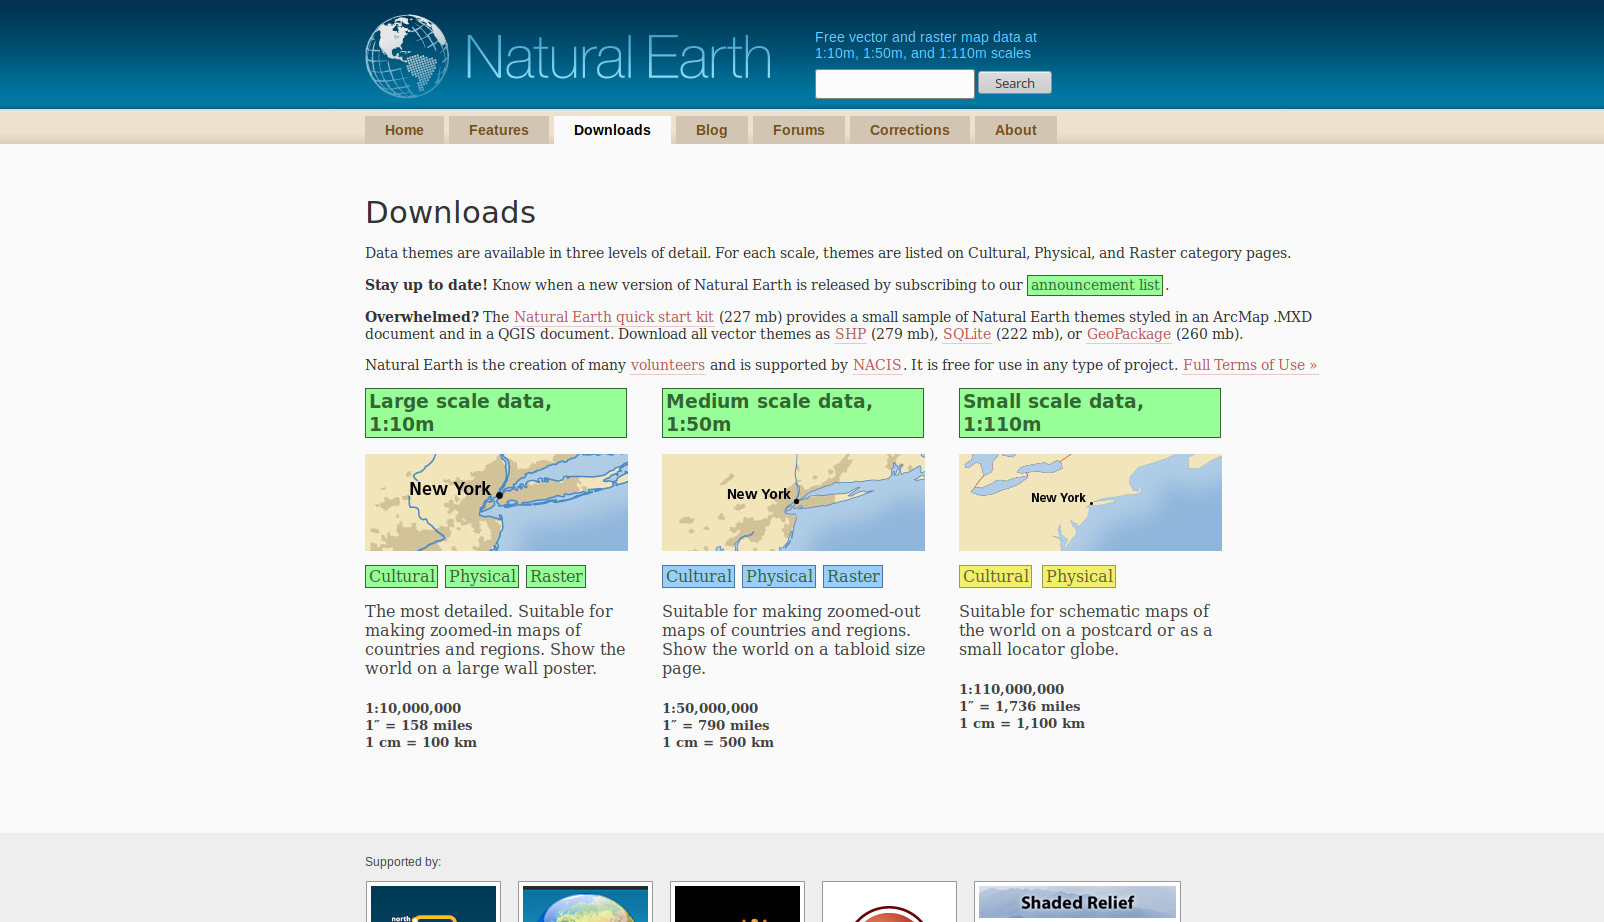 Natural Earth
Free vector and raster map data at
1:10m, 1:50m, and 1:110m scales
Search
Home
Features
Downloads
Blog
Forums
Corrections
About
Downloads
Data themes are available in three levels of detail. For each scale, themes are listed on Cultural, Physical, and Raster category pages.
Stay up to date! Know when a new version of Natural Earth is released by subscribing to our announcement list.
Overwhelmed? The Natural Earth quick start kit (227 mb) provides a small sample of Natural Earth themes styled in an ArcMap .MXD
document and in a QGIS document. Download all vector themes as SHP (279 mb), SQLite (222 mb), or GeoPackage (260 mb).
Natural Earth is the creation of many volunteers and is supported by NACIS. It is free for use in any type of project. Full Terms of Use »
Large scale data,
1:10m
New York
Cultural Physical Raster
The most detailed. Suitable for
making zoomed-in maps of
countries and regions. Show the
world on a large wall poster.
1:10,000,000
1″ = 158 miles
1 cm = 100 km
Medium scale data,
1:50m
New York
Cultural Physical Raster
Suitable for making zoomed-out
maps of countries and regions.
Show the world on a tabloid size
page.
1:50,000,000
1″ = 790 miles
1 cm = 500 km
Small scale data,
1:110m
New York
Cultural Physical
Suitable for schematic maps of
the world on a postcard or as a
small locator globe.
1:110,000,000
1″ = 1,736 miles
1 cm = 1,100 km
Supported by:
north
Shaded Relief